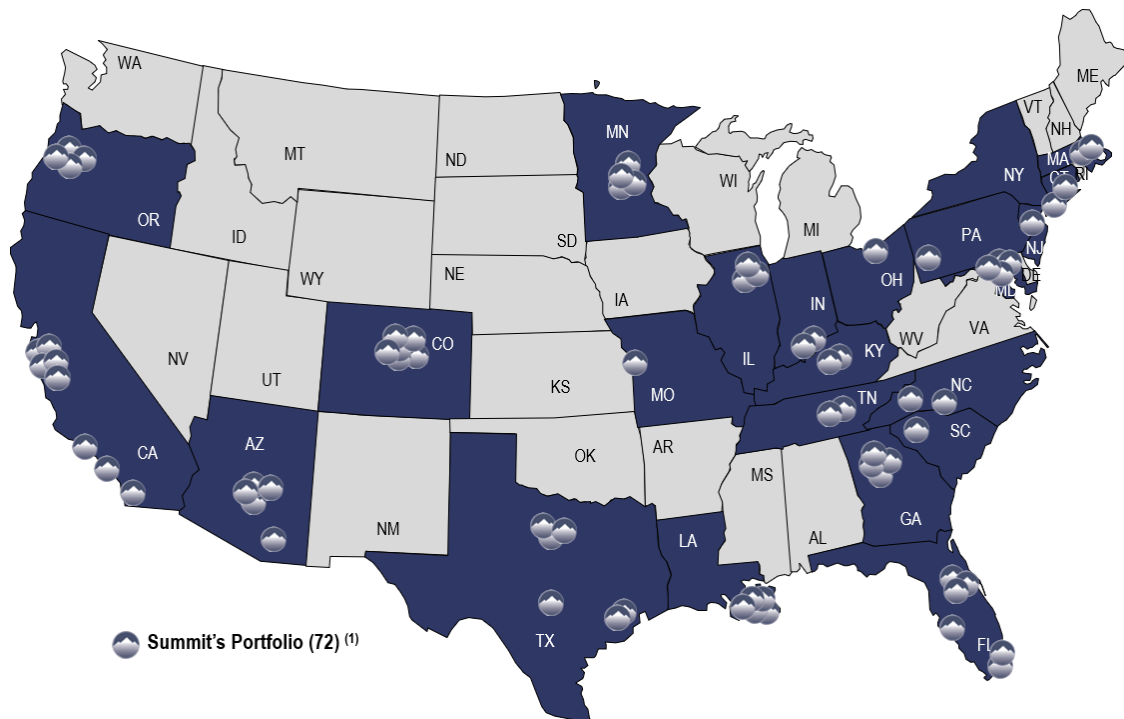 WA
ME
VT
NH
MT
ND
MN
MA
RI
CT
NY
WI
OR
ID
SD
MI
PA
NJ
WY
NE
IA
OH
DE
MD
IN
IL
WV
VA
NV
UT
CO
KS
MO
KY
NC
TN
SC
CA
AZ
NM
OK
AR
MS
AL
GA
LA
TX
FL
Summit's Portfolio (72) (1)